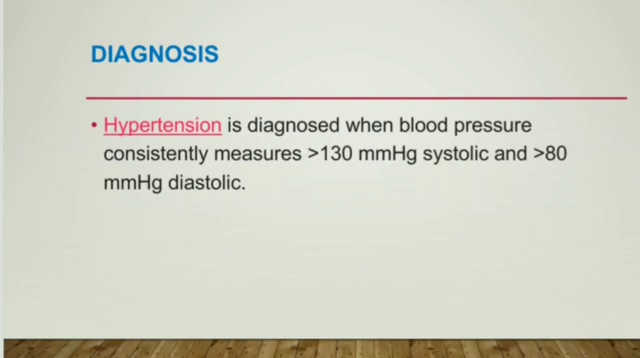 DIAGNOSIS
• Hypertension is diagnosed when blood pressure
consistently measures >130 mmHg systolic and >80
mmHg diastolic.